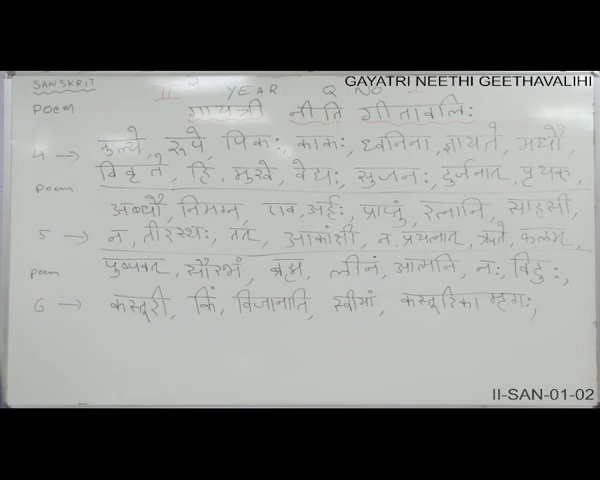 GAYATRI NEETHI GEETHAVALIHI
SANSKRIT
II YEAR Q NO
POEM गायत्री नीति गीतावलिः
4 → तुल्ये, रूपे, पिकः, काकः, ध्वनिना, ज्ञायते, मधौ,
poem विकृते, हि, मुखे, वेद्यः, सुजनः, दुर्जनात्, पृथक्
अब्धौ, निमग्न, एव, अर्हः, प्राप्तुं, रत्नानि, साहसी,
5 → न, तीरस्थः, तत्, आकांक्षी, न, प्रयत्नात्, ऋते, फलम्,
poem पुष्पवत्, सौरभं, ब्रह्म, लीनं, आत्मनि, नः, विदुः,
6 → कस्तूरी, किं, विजानाति, स्वीयां, कस्तूरिका मृगः,
II-SAN-01-02